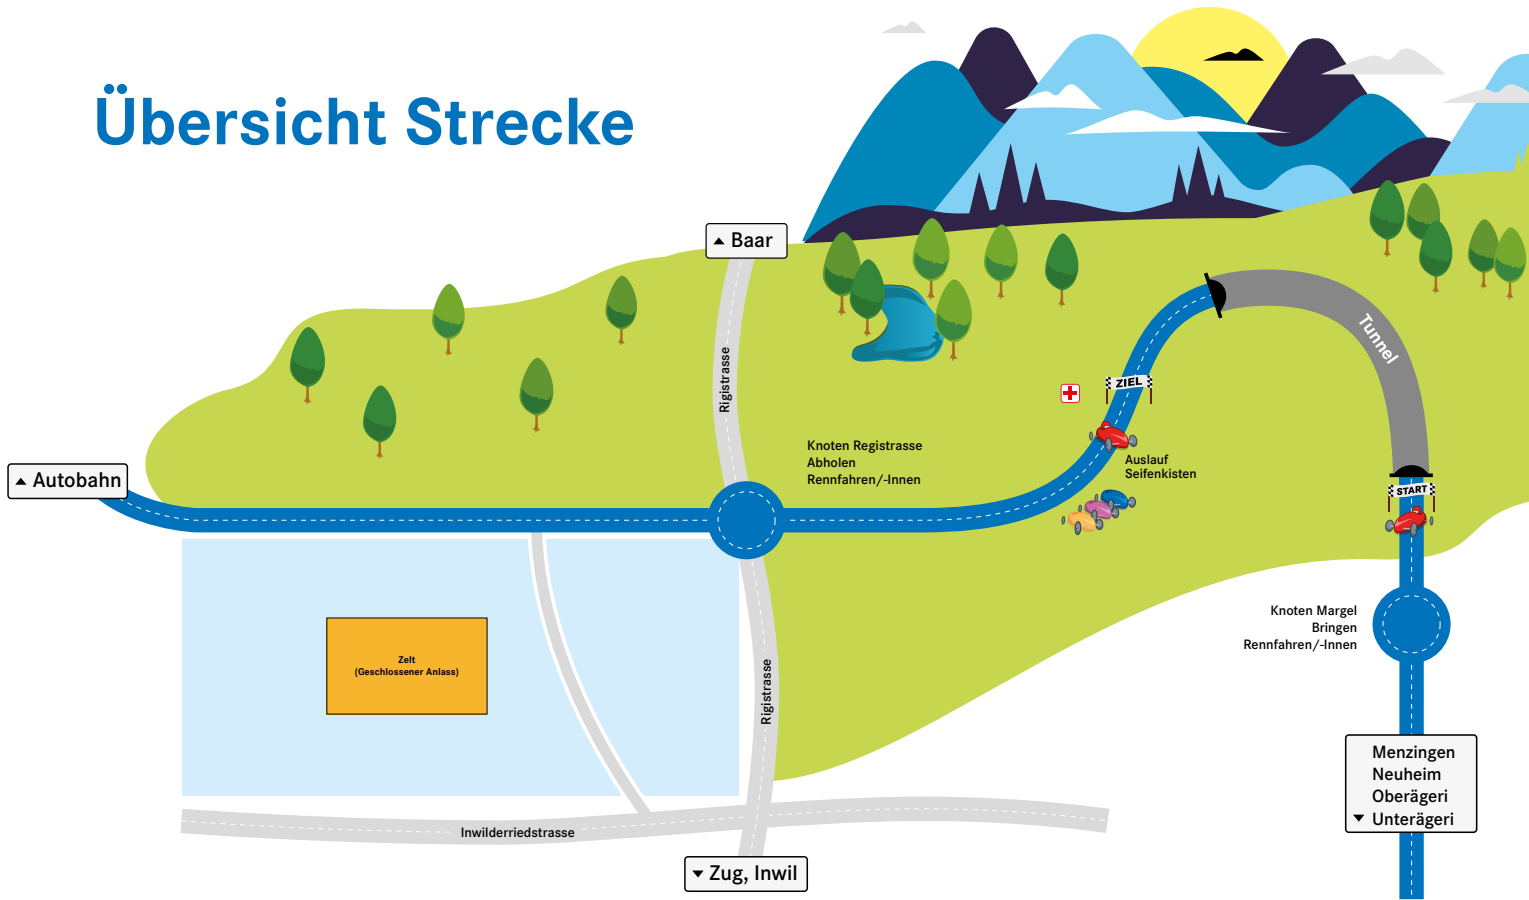 Übersicht Strecke
Baar
Rigistrasse
Tunnel
ZIEL
Knoten Registrasse
Abholen
Rennfahren/-Innen
Auslauf
Seifenkisten
Autobahn
START
Zelt
(Geschlossener Anlass)
Knoten Margel
Bringen
Rennfahren/-Innen
Rigistrasse
Menzingen
Neuheim
Oberägeri
Unterägeri
Inwilerriedstrasse
Zug, Inwil